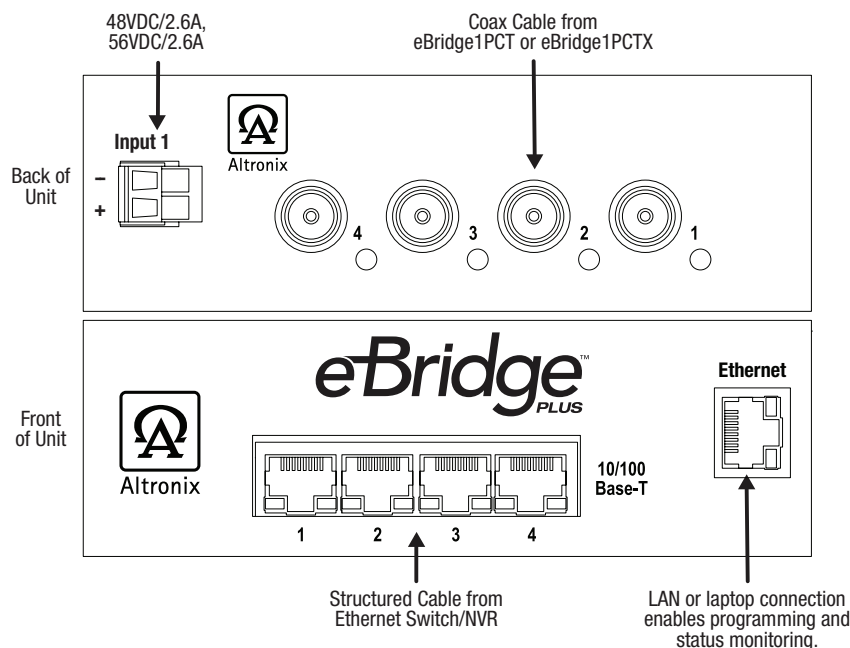 48VDC/2.6A,
56VDC/2.6A
Coax Cable from
eBridge1PCT or eBridge1PCTX
Input 1
Altronix
Back of
Unit
–
+
4
3
2
1
eBridge™
PLUS
Ethernet
Front
of Unit
Altronix
10/100
Base-T
1
2
3
4
Structured Cable from
Ethernet Switch/NVR
LAN or laptop connection
enables programming and
status monitoring.